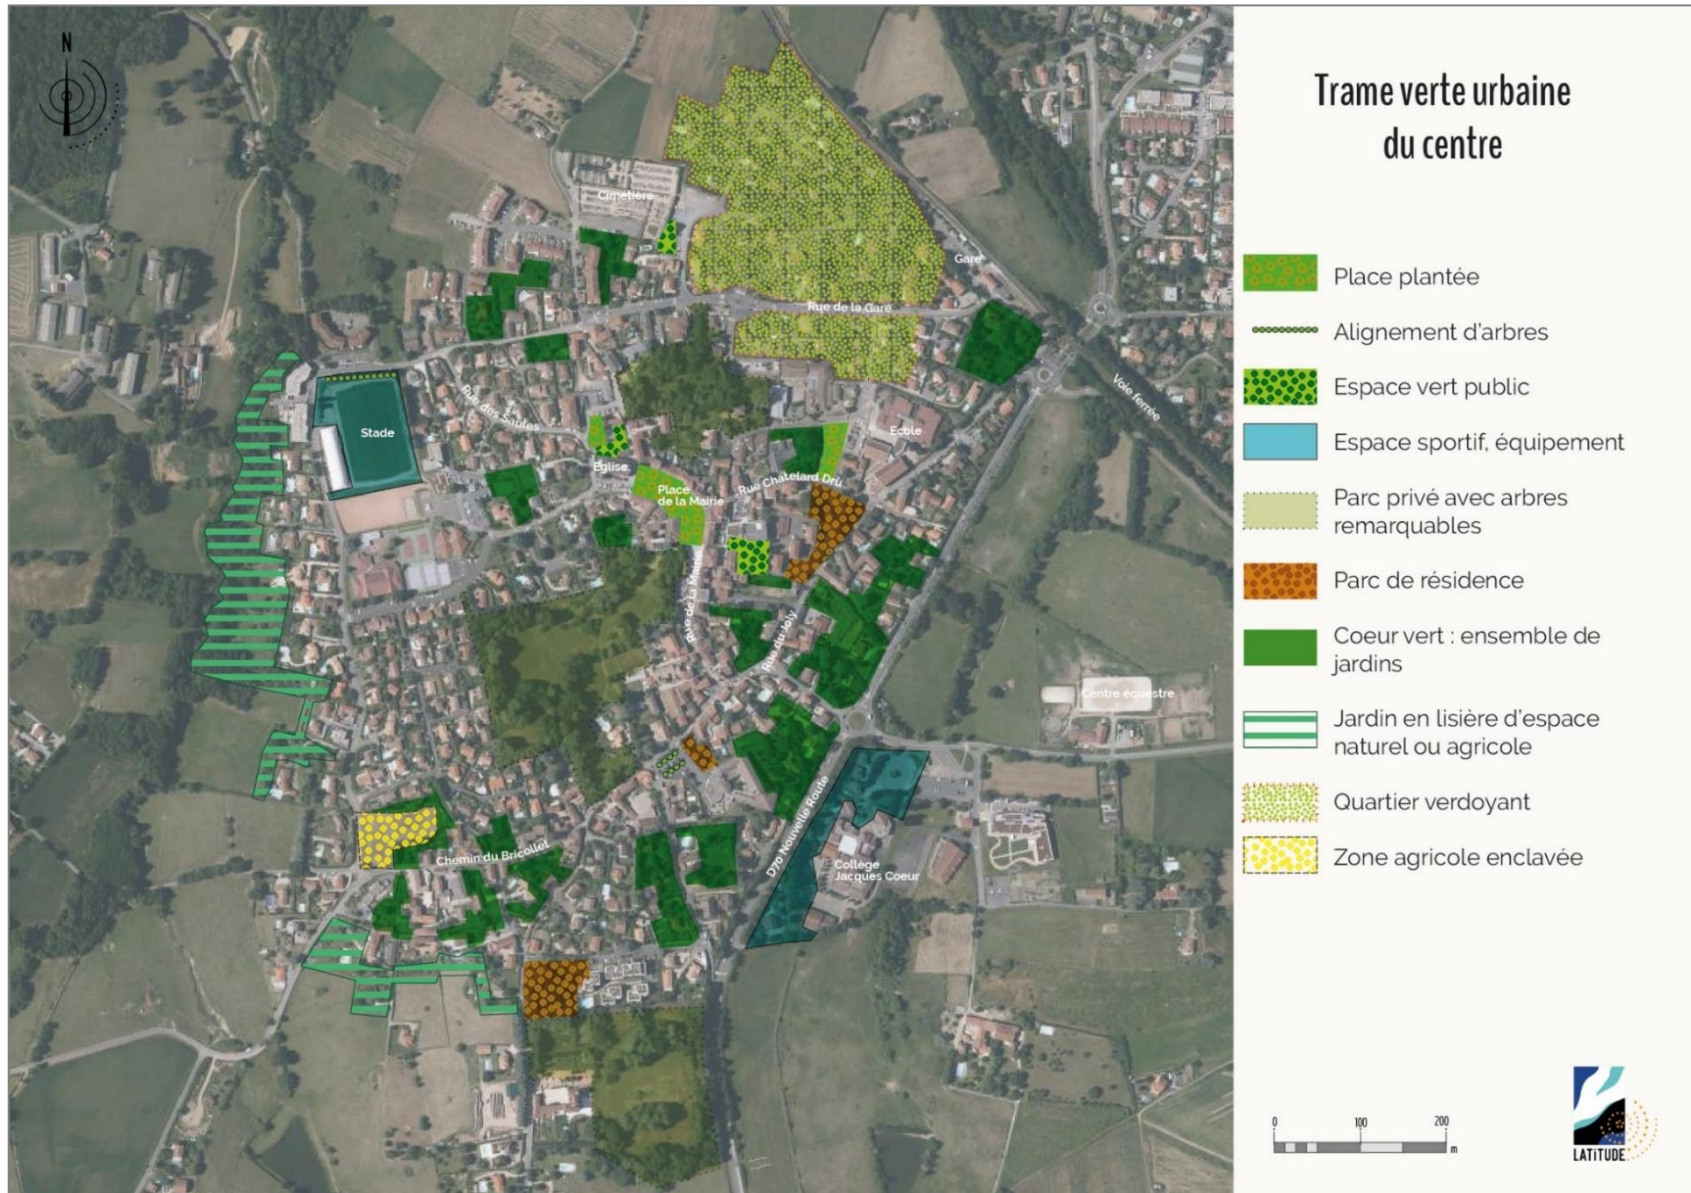 N
Trame verte urbaine
du centre
Cimetière
Gare
Rue de la Gare
Voie ferrée
Rue des Saules
Stade
Eglise
Ecole
Place
de la Mairie
Rue Chatelard Dru
Rue de la Mairie
Rue du Joly
Centre équestre
D70 Nouvelle Route
Chemin du Bricollet
Collège
Jacques Coeur
Place plantée
Alignement d'arbres
Espace vert public
Espace sportif, équipement
Parc privé avec arbres
remarquables
Parc de résidence
Coeur vert : ensemble de
jardins
Jardin en lisière d'espace
naturel ou agricole
Quartier verdoyant
Zone agricole enclavée
0 100 200
m
LATITUDE